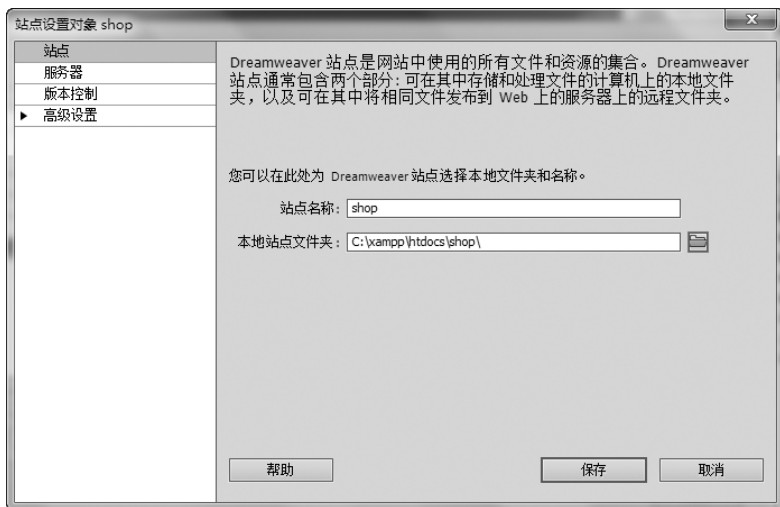 站点设置对象 shop
站点
服务器
版本控制
高级设置
Dreamweaver 站点是网站中使用的所有文件和资源的集合。Dreamweaver
站点通常包含两个部分:可在其中存储和处理文件的计算机上的本地文件
夹，以及可在其中将相同文件发布到 Web 上的服务器上的远程文件夹。
您可以在此处为 Dreamweaver 站点选择本地文件夹和名称。
站点名称: shop
本地站点文件夹: C:\xampp\htdocs\shop\
帮助 保存 取消